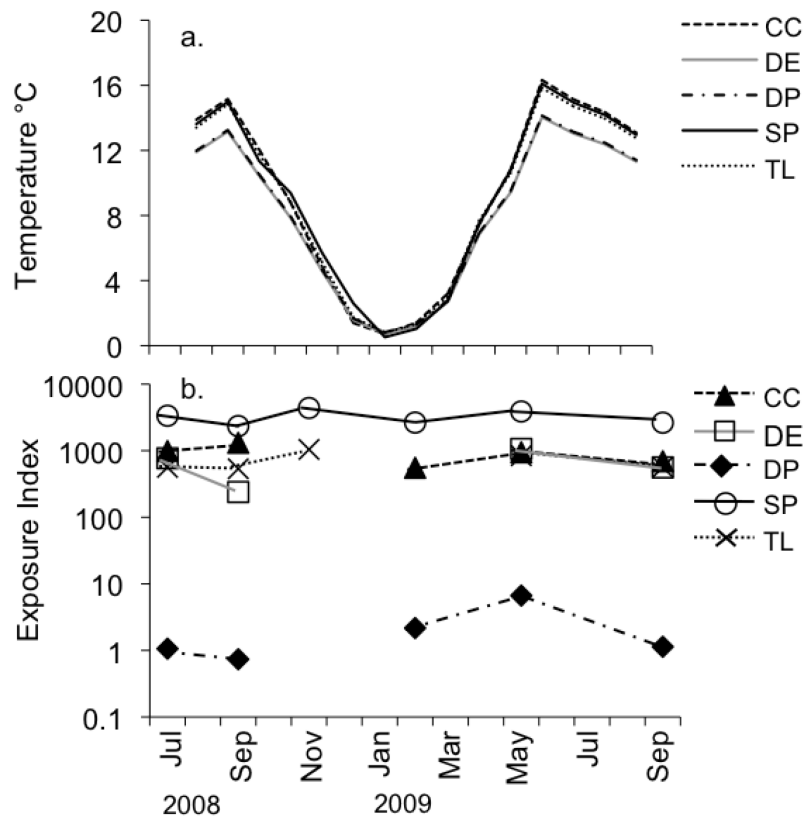 a.
20
16
12
8
4
0
Temperature °C
CC
DE
DP
SP
TL
b.
10000
1000
100
10
1
0.1
Exposure Index
CC
DE
DP
SP
TL
Jul
Sep
Nov
Jan
Mar
May
Jul
Sep
2008
2009